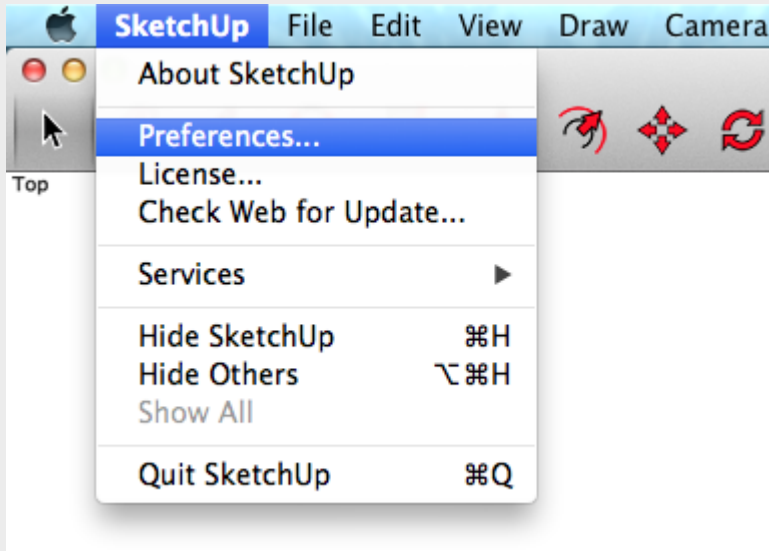 SketchUp File Edit View Draw Camera
About SketchUp
Preferences...
License...
Check Web for Update...
Top
Services
Hide SketchUp ⌘H
Hide Others ⌥⌘H
Show All
Quit SketchUp ⌘Q